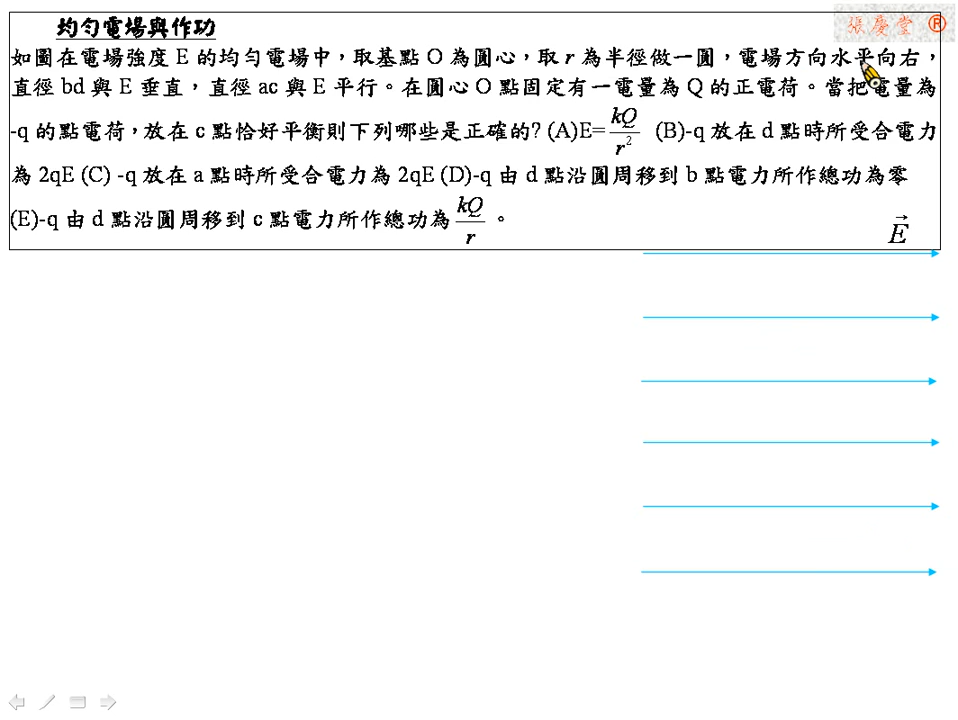 張慶堂 ®
均勻電場與作功
如圖在電場強度 E 的均勻電場中，取基點 O 為圓心，取 r 為半徑做一圓，電場方向水平向右，
直徑 bd 與 E 垂直，直徑 ac 與 E 平行。在圓心 O 點固定有一電量為 Q 的正電荷。當把電量為
-q 的點電荷，放在 c 點恰好平衡則下列哪些是正確的? (A)E=kQ/r² (B)-q 放在 d 點時所受合電力
為 2qE (C) -q 放在 a 點時所受合電力為 2qE (D)-q 由 d 點沿圓周移到 b 點電力所作總功為零
(E)-q 由 d 點沿圓周移到 c 點電力所作總功為 kQ/r 。
E⃗